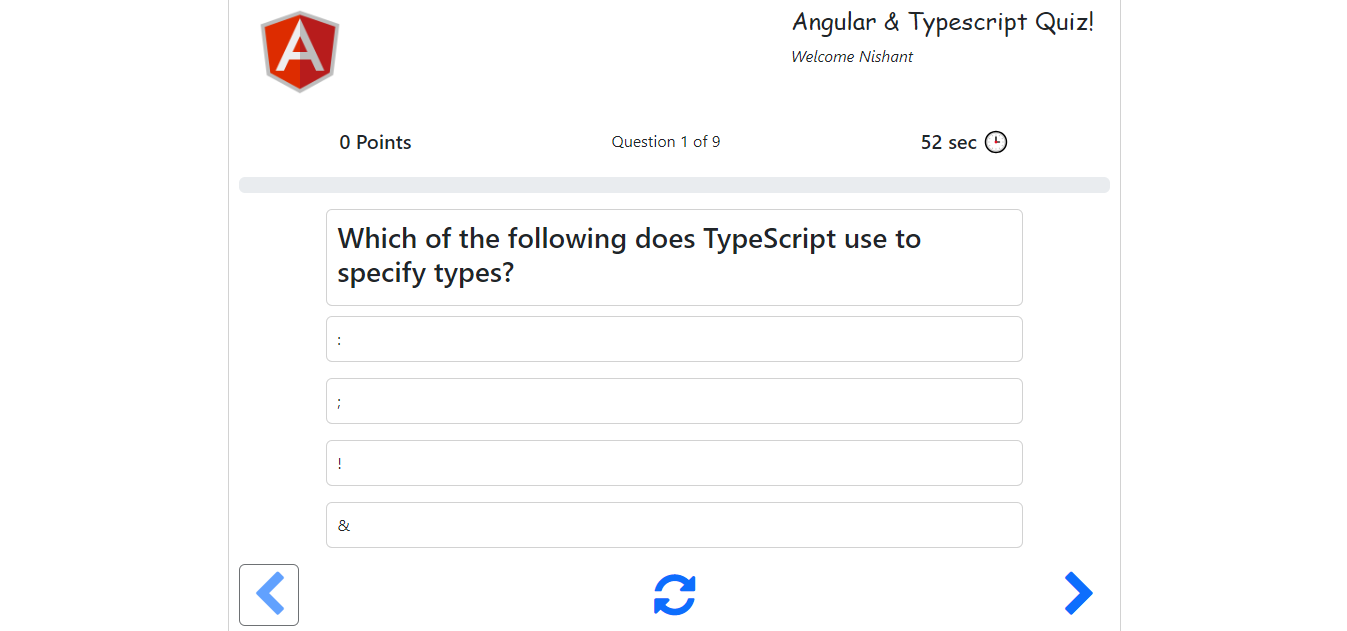 A
Angular & Typescript Quiz!
Welcome Nishant
0 Points
Question 1 of 9
52 sec
Which of the following does TypeScript use to
specify types?
:
;
!
&